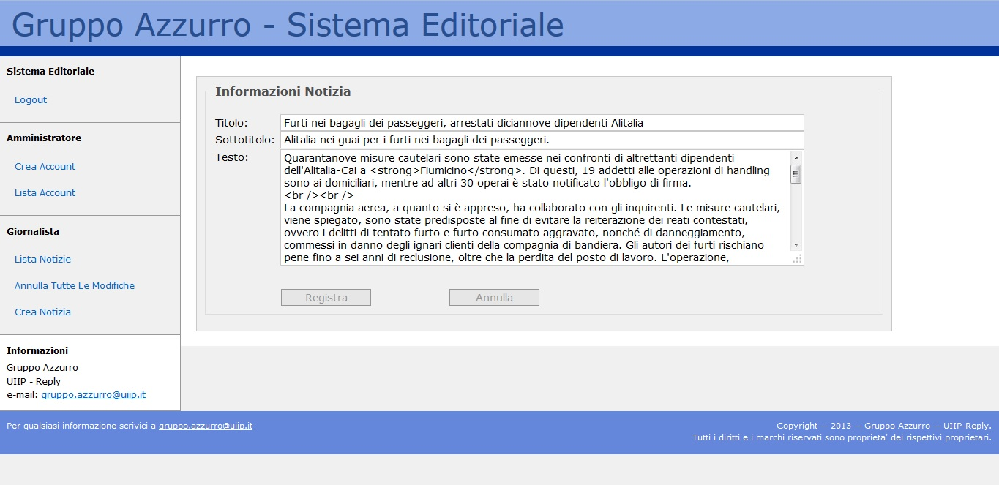 Gruppo Azzurro - Sistema Editoriale
Sistema Editoriale
Logout
Amministratore
Crea Account
Lista Account
Giornalista
Lista Notizie
Annulla Tutte Le Modifiche
Crea Notizia
Informazioni
Gruppo Azzurro
UIIP - Reply
e-mail: gruppo.azzurro@uiip.it
Informazioni Notizia
Titolo: Furti nei bagagli dei passeggeri, arrestati diciannove dipendenti Alitalia
Sottotitolo: Alitalia nei guai per i furti nei bagagli dei passeggeri.
Testo: Quarantanove misure cautelari sono state emesse nei confronti di altrettanti dipendenti
dell'Alitalia-Cai a <strong>Fiumicino</strong>. Di questi, 19 addetti alle operazioni di handling
sono ai domiciliari, mentre ad altri 30 operai è stato notificato l'obbligo di firma.
<br /><br />
La compagnia aerea, a quanto si è appreso, ha collaborato con gli inquirenti. Le misure cautelari,
viene spiegato, sono state predisposte al fine di evitare la reiterazione dei reati contestati,
ovvero i delitti di tentato furto e furto consumato aggravato, nonché di danneggiamento,
commessi in danno degli ignari clienti della compagnia di bandiera. Gli autori dei furti rischiano
pene fino a sei anni di reclusione, oltre che la perdita del posto di lavoro. L'operazione,
Registra Annulla
Per qualsiasi informazione scrivici a gruppo.azzurro@uiip.it
Copyright -- 2013 -- Gruppo Azzurro -- UIIP-Reply.
Tutti i diritti e i marchi riservati sono proprieta' dei rispettivi proprietari.